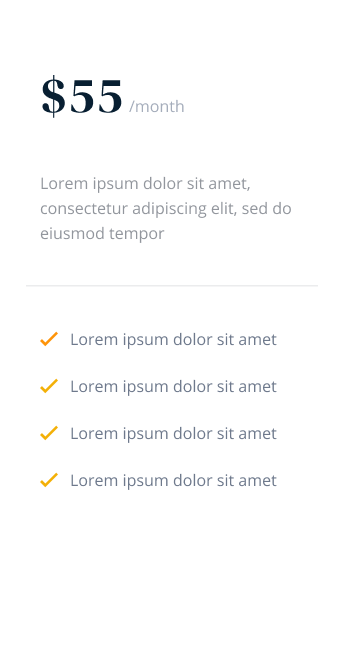 $55 /month
Lorem ipsum dolor sit amet,
consectetur adipiscing elit, sed do
eiusmod tempor
Lorem ipsum dolor sit amet
Lorem ipsum dolor sit amet
Lorem ipsum dolor sit amet
Lorem ipsum dolor sit amet